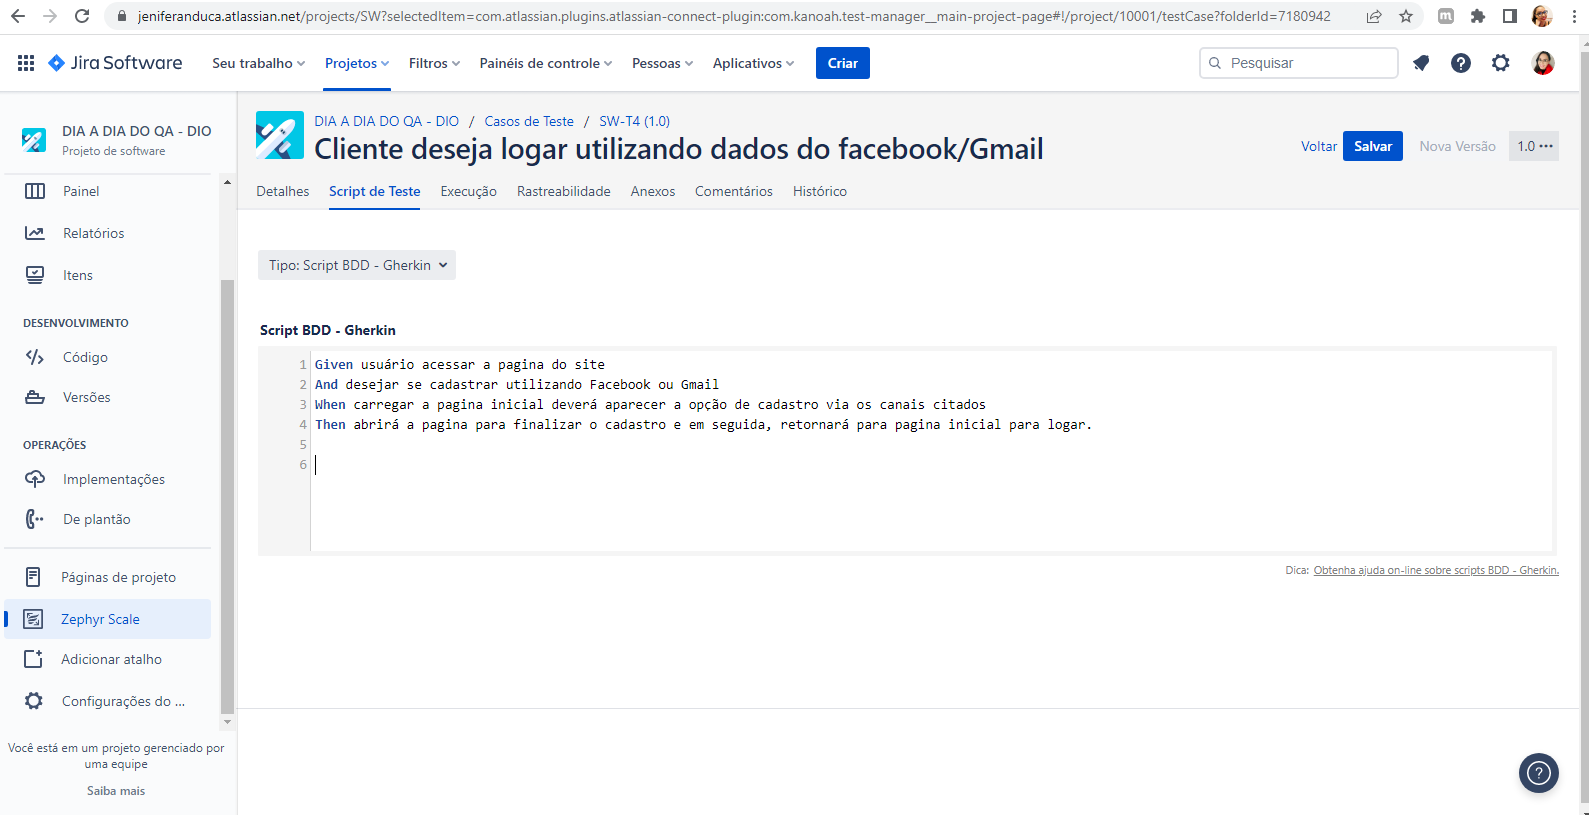 jeniferanduca.atlassian.net/projects/SW?selectedItem=com.atlassian.plugins.atlassian-connect-plugin:com.kanoah.test-manager__main-project-page#!/project/10001/testCase?folderId=7180942
m
Jira Software
Seu trabalho
Projetos
Filtros
Painéis de controle
Pessoas
Aplicativos
Criar
Pesquisar
DIA A DIA DO QA - DIO
Projeto de software
Painel
Relatórios
Itens
DESENVOLVIMENTO
Código
Versões
OPERAÇÕES
Implementações
De plantão
Páginas de projeto
Zephyr Scale
Adicionar atalho
Configurações do ...
Você está em um projeto gerenciado por
uma equipe
Saiba mais
DIA A DIA DO QA - DIO / Casos de Teste / SW-T4 (1.0)
Cliente deseja logar utilizando dados do facebook/Gmail
Voltar
Salvar
Nova Versão
1.0 •••
Detalhes
Script de Teste
Execução
Rastreabilidade
Anexos
Comentários
Histórico
Tipo: Script BDD - Gherkin
Script BDD - Gherkin
1 Given usuário acessar a pagina do site
2 And desejar se cadastrar utilizando Facebook ou Gmail
3 When carregar a pagina inicial deverá aparecer a opção de cadastro via os canais citados
4 Then abrirá a pagina para finalizar o cadastro e em seguida, retornará para pagina inicial para logar.
5
6
Dica: Obtenha ajuda on-line sobre scripts BDD - Gherkin.